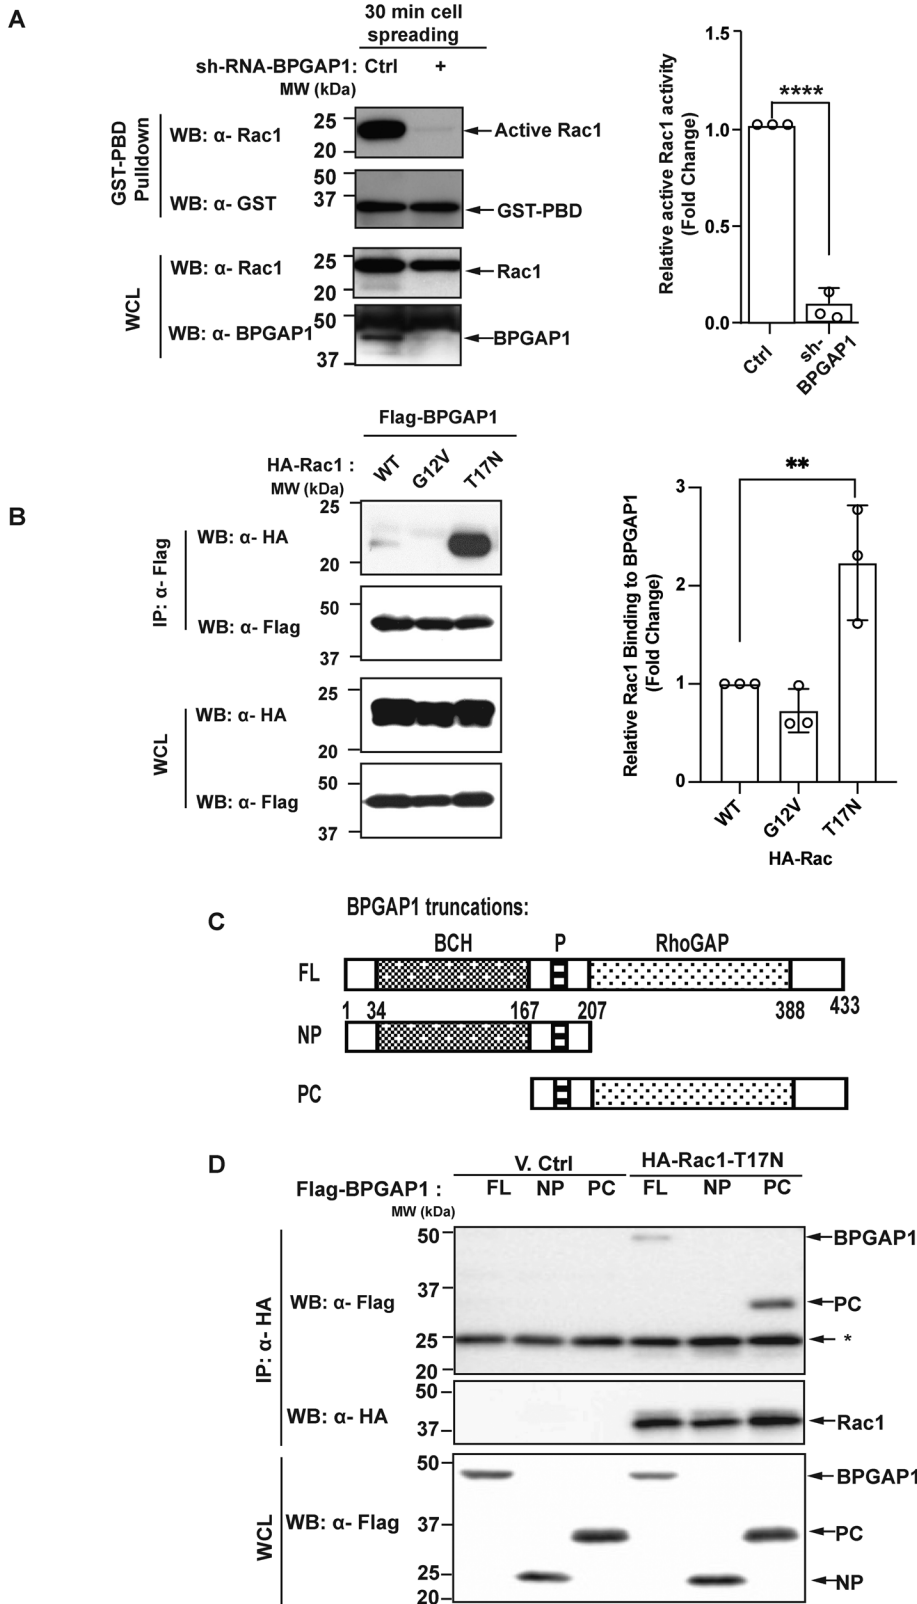 A
30 min cell
spreading
sh-RNA-BPGAP1: Ctrl +
MW (kDa)
GST-PBD
Pulldown
WB: α- Rac1
25
20
Active Rac1
WB: α- GST
50
37
GST-PBD
WCL
WB: α- Rac1
25
20
Rac1
WB: α- BPGAP1
50
37
BPGAP1
Relative active Rac1 activity
(Fold Change)
1.5
1.0
0.5
0.0
****
Ctrl
sh-
BPGAP1
B
Flag-BPGAP1
HA-Rac1 : WT G12V T17N
MW (kDa)
IP: α- Flag
WB: α- HA
25
20
WB: α- Flag
50
37
WCL
WB: α- HA
25
20
WB: α- Flag
50
37
Relative Rac1 Binding to BPGAP1
(Fold Change)
3
2
1
0
**
WT G12V T17N
HA-Rac
C
BPGAP1 truncations:
BCH P RhoGAP
FL
1 34 167 207 388 433
NP
PC
D
V. Ctrl HA-Rac1-T17N
Flag-BPGAP1 : FL NP PC FL NP PC
MW (kDa)
IP: α- HA
WB: α- Flag
50
37
25
20
BPGAP1
PC
*
WB: α- HA
50
37
Rac1
WCL
WB: α- Flag
50
37
25
20
BPGAP1
PC
NP